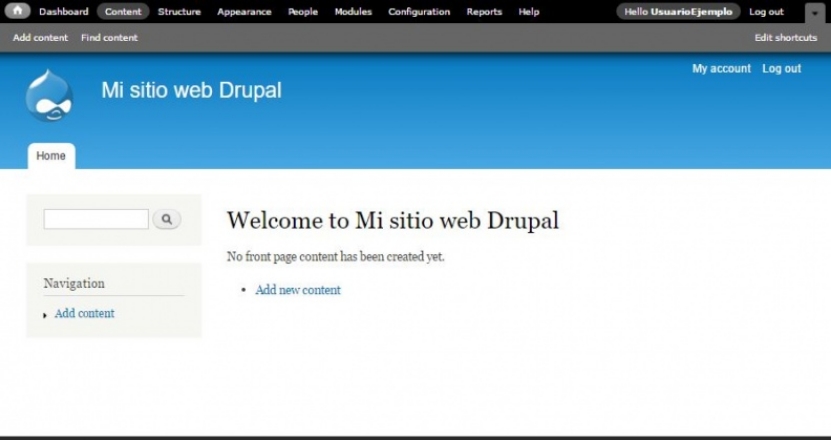 Dashboard Content Structure Appearance People Modules Configuration Reports Help Hello UsuarioEjemplo Log out
Add content Find content Edit shortcuts
My account Log out
Mi sitio web Drupal
Home
Welcome to Mi sitio web Drupal
No front page content has been created yet.
Navigation
Add new content
Add content